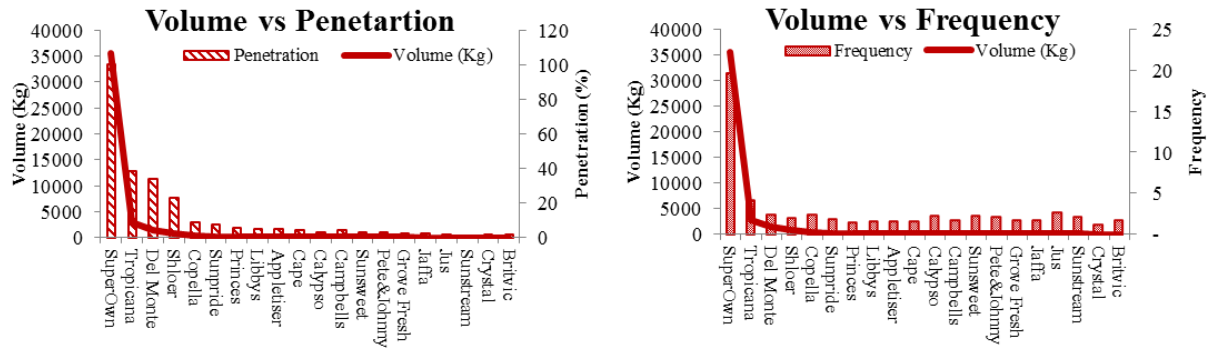 Volume vs Penetartion
40000
35000
30000
25000
20000
15000
10000
5000
0
Volume (Kg)
Penetration
Volume (Kg)
120
100
80
60
40
20
0
Penetration (%)
SuperOwn
Tropicana
Del Monte
Shloer
Copella
Sunpride
Princes
Libbys
Appletiser
Cape
Calypso
Campbells
Sunsweet
Pete&Johnny
Grove Fresh
Jaffa
Jus
Sunstream
Crystal
Britvic
Volume vs Frequency
40000
35000
30000
25000
20000
15000
10000
5000
0
Volume (Kg)
Frequency
Volume (Kg)
25
20
15
10
5
-
Frequency
SuperOwn
Tropicana
Del Monte
Shloer
Copella
Sunpride
Princes
Libbys
Appletiser
Cape
Calypso
Campbells
Sunsweet
Pete&Johnny
Grove Fresh
Jaffa
Jus
Sunstream
Crystal
Britvic